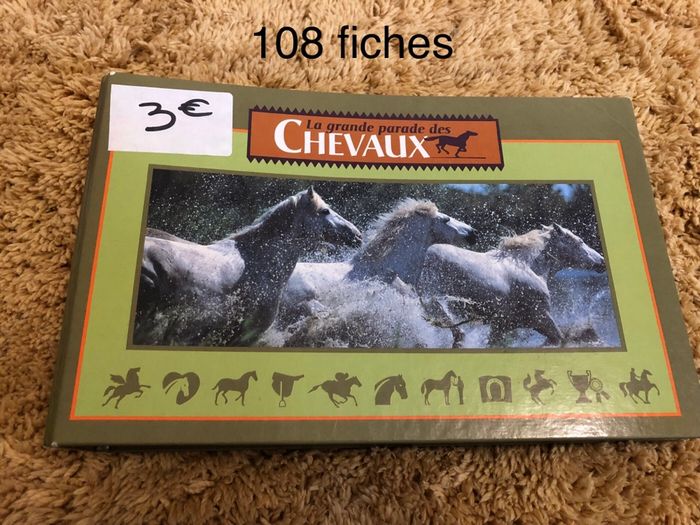 108 fiches
3€
La grande parade des
CHEVAUX